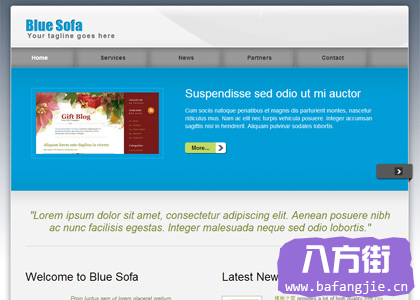 Blue Sofa
Your tagline goes here
Home Services News Partners Contact
Suspendisse sed odio ut mi auctor
Cum sociis natoque penatibus et magnis dis parturient montes, nascetur
ridiculus mus. Nam ac elit nec turpis vehicula posuere. Integer accumsan
sagittis nisi in hendrerit. Aliquam pulvinar sodales lobortis.
Gift Blog
More...
"Lorem ipsum dolor sit amet, consectetur adipiscing elit. Aenean posuere nibh
ac nunc facilisis egestas. Integer malesuada neque sed odio lobortis."
Welcome to Blue Sofa
Latest New
八方街
www.bafangjie.cn